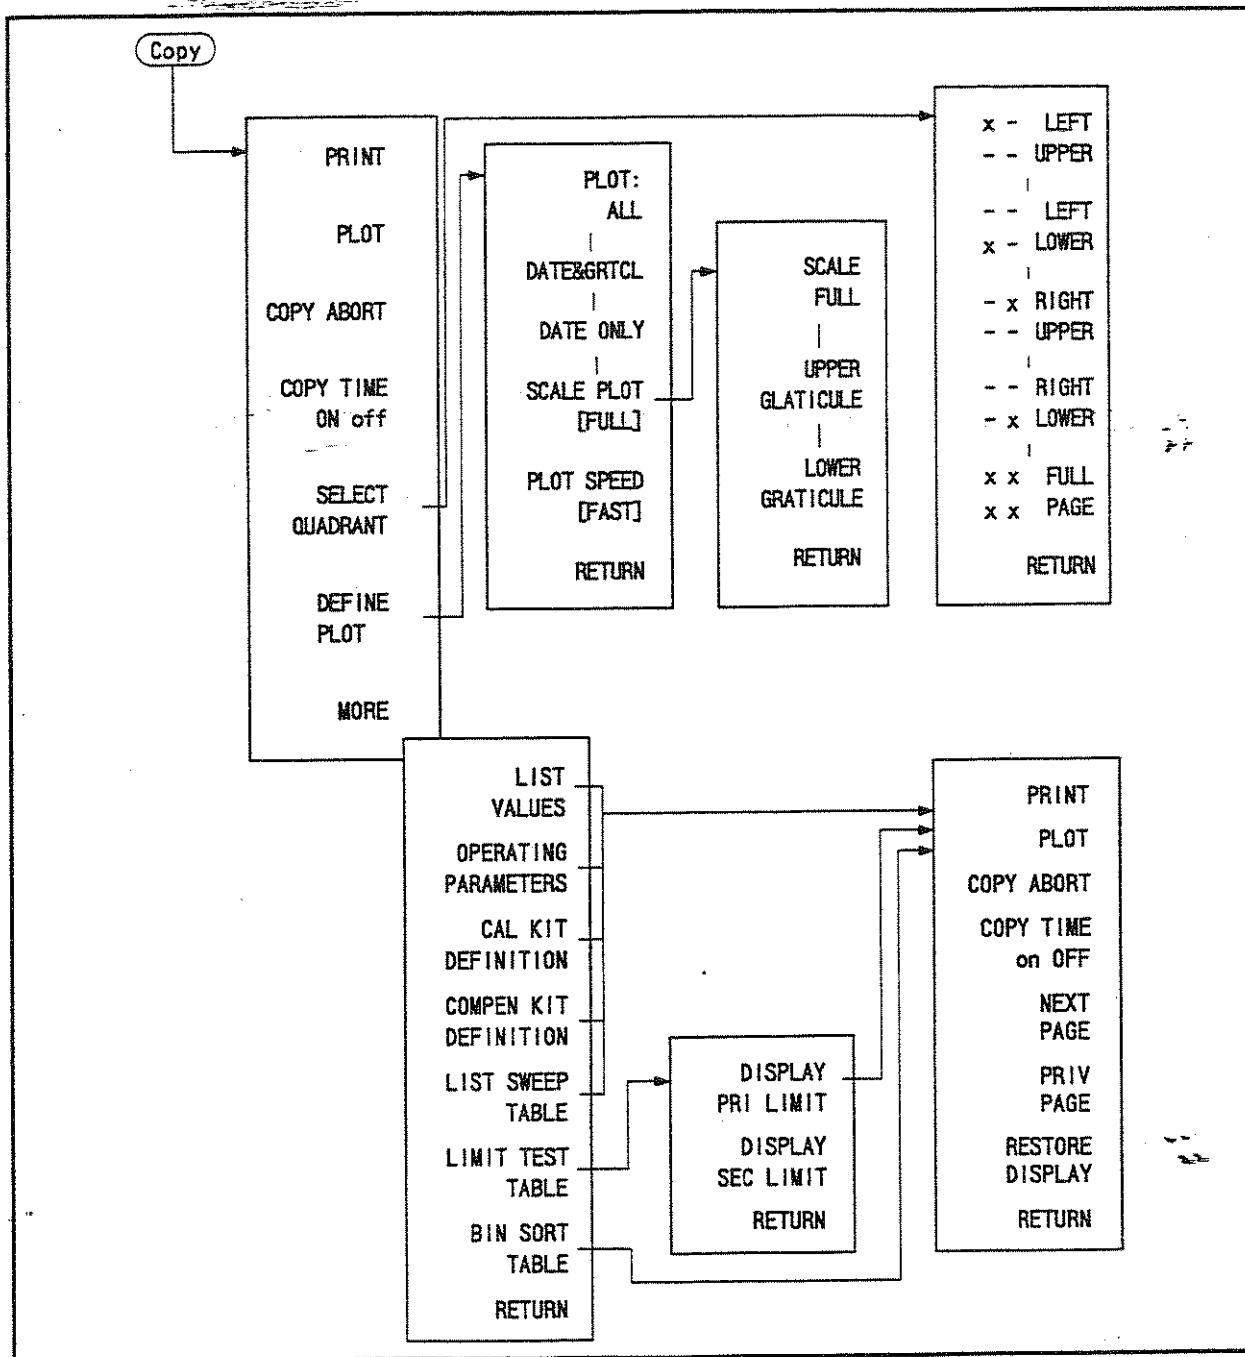 Copy
PRINT
PLOT
COPY ABORT
COPY TIME
ON off
SELECT
QUADRANT
DEFINE
PLOT
MORE
PLOT:
ALL
DATE&GRTCL
DATE ONLY
SCALE PLOT
[FULL]
PLOT SPEED
[FAST]
RETURN
SCALE
FULL
UPPER
GLATICULE
LOWER
GRATICULE
RETURN
x - LEFT
- - UPPER
- - LEFT
x - LOWER
- x RIGHT
- - UPPER
- - RIGHT
- x LOWER
x x FULL
x x PAGE
RETURN
LIST
VALUES
OPERATING
PARAMETERS
CAL KIT
DEFINITION
COMPEN KIT
DEFINITION
LIST SWEEP
TABLE
LIMIT TEST
TABLE
BIN SORT
TABLE
RETURN
DISPLAY
PRI LIMIT
DISPLAY
SEC LIMIT
RETURN
PRINT
PLOT
COPY ABORT
COPY TIME
on OFF
NEXT
PAGE
PRIV
PAGE
RESTORE
DISPLAY
RETURN